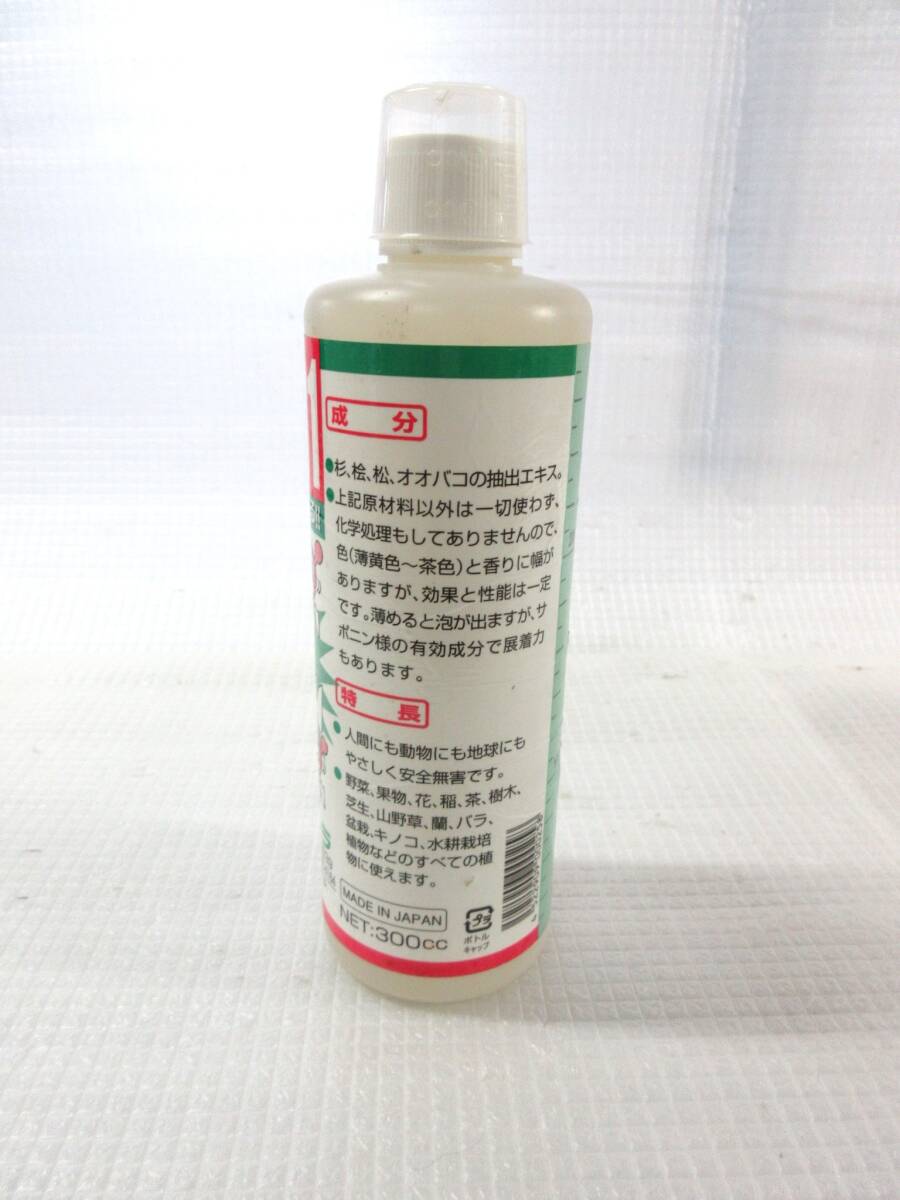 成 分
●杉、桧、松、オオバコの抽出エキス。
●上記原材料以外は一切使わず、
化学処理もしてありませんので、
色(薄黄色〜茶色)と香りに幅が
ありますが、効果と性能は一定
です。薄めると泡が出ますが、サ
ポニン様の有効成分で展着力
もあります。
特 長
●人間にも動物にも地球にも
やさしく安全無害です。
●野菜、果物、花、稲、茶、樹木、
芝生、山野草、蘭、バラ、
盆栽、キノコ、水耕栽培
植物などのすべての植
物に使えます。
MADE IN JAPAN
NET:300cc
プラ
ボトル
キャップ